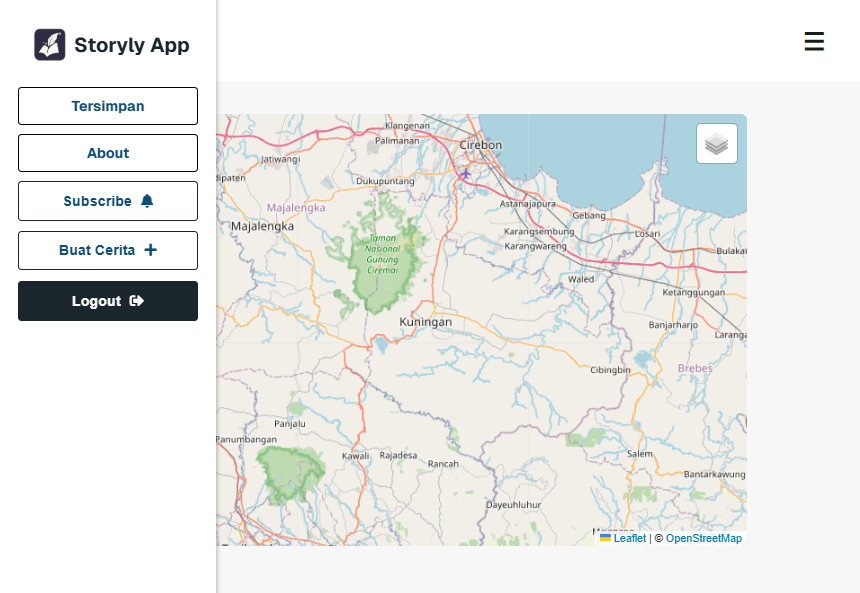 Storyly App
Tersimpan
About
Subscribe
Buat Cerita
Logout
Klangenan
Palimanan
Cirebon
Jatiwangi
dipaten
Dukupuntang
Majalengka
Majalengka
Astanajapura
Gebang
Karangsembung
Karangwareng
Losari
Bulakan
Taman
Nasional
Gunung
Ciremai
Waled
Ketanggungan
Kuningan
Banjarharjo
Laranga
Cibingbin
Brebes
Panjalu
Panumbangan
Kawali
Rajadesa
Rancah
Salem
Bantarkawung
Dayeuhluhur
Leaflet | © OpenStreetMap